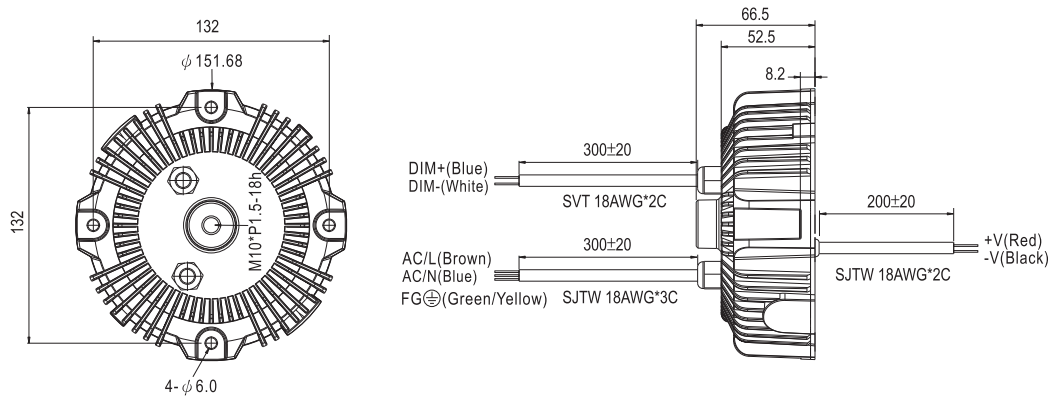 132
ϕ151.68
132
M10*P1.5-18h
4-ϕ6.0
66.5
52.5
8.2
300±20
DIM+(Blue)
DIM-(White)
SVT 18AWG*2C
200±20
+V(Red)
-V(Black)
SJTW 18AWG*2C
300±20
AC/L(Brown)
AC/N(Blue)
FG⏚(Green/Yellow)
SJTW 18AWG*3C